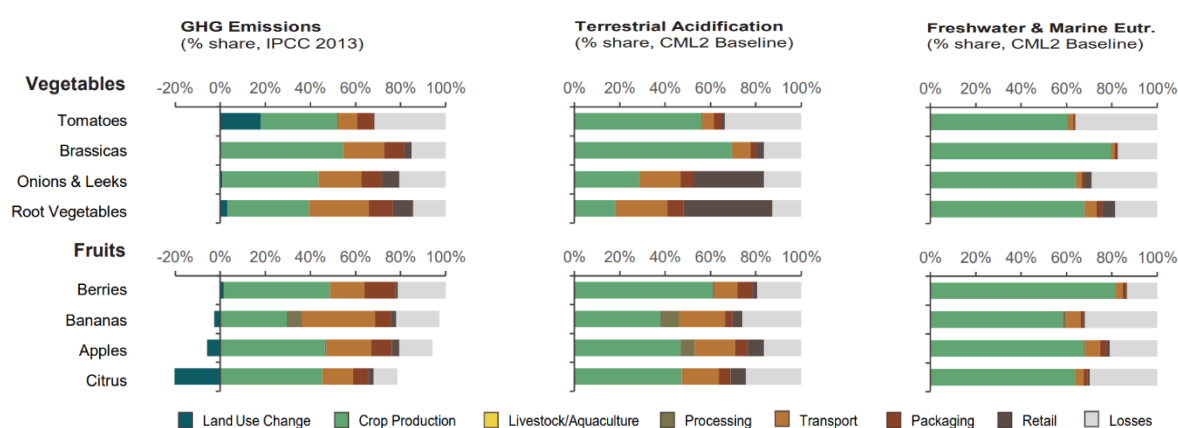 GHG Emissions
(% share, IPCC 2013)
Terrestrial Acidification
(% share, CML2 Baseline)
Freshwater & Marine Eutr.
(% share, CML2 Baseline)
Vegetables
-20% 0% 20% 40% 60% 80% 100%
0% 20% 40% 60% 80% 100%
0% 20% 40% 60% 80% 100%
Tomatoes
Brassicas
Onions & Leeks
Root Vegetables
Fruits
-20% 0% 20% 40% 60% 80% 100%
0% 20% 40% 60% 80% 100%
0% 20% 40% 60% 80% 100%
Berries
Bananas
Apples
Citrus
Land Use Change
Crop Production
Livestock/Aquaculture
Processing
Transport
Packaging
Retail
Losses